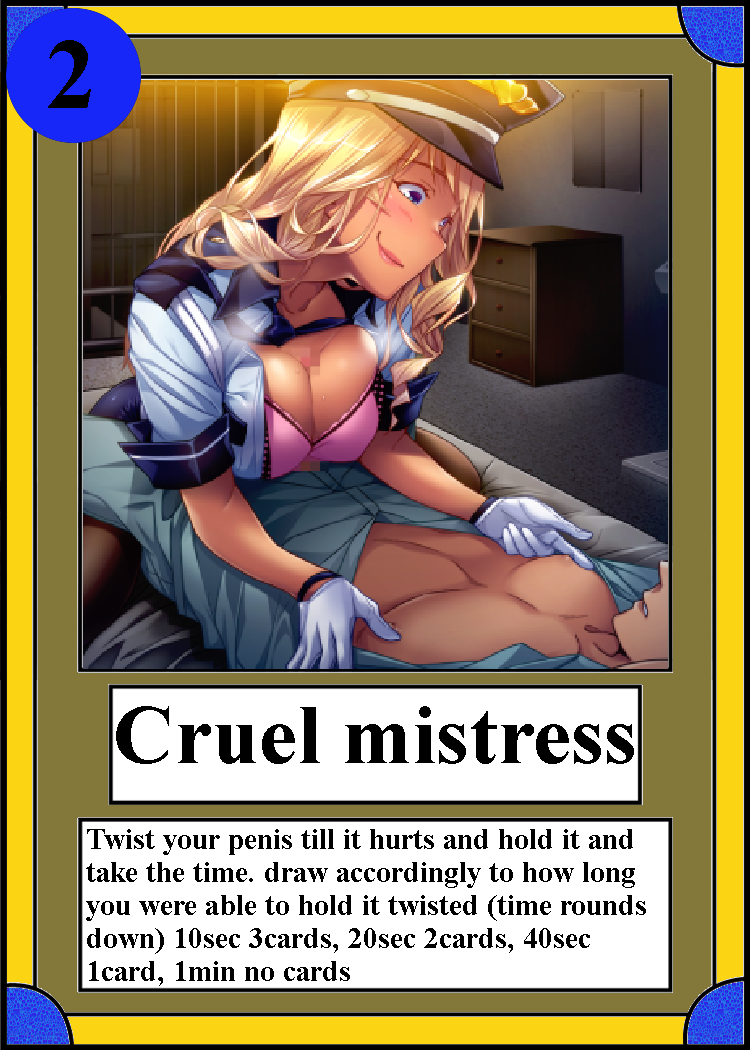 2
Cruel mistress
Twist your penis till it hurts and hold it and
take the time. draw accordingly to how long
you were able to hold it twisted (time rounds
down) 10sec 3cards, 20sec 2cards, 40sec
1card, 1min no cards